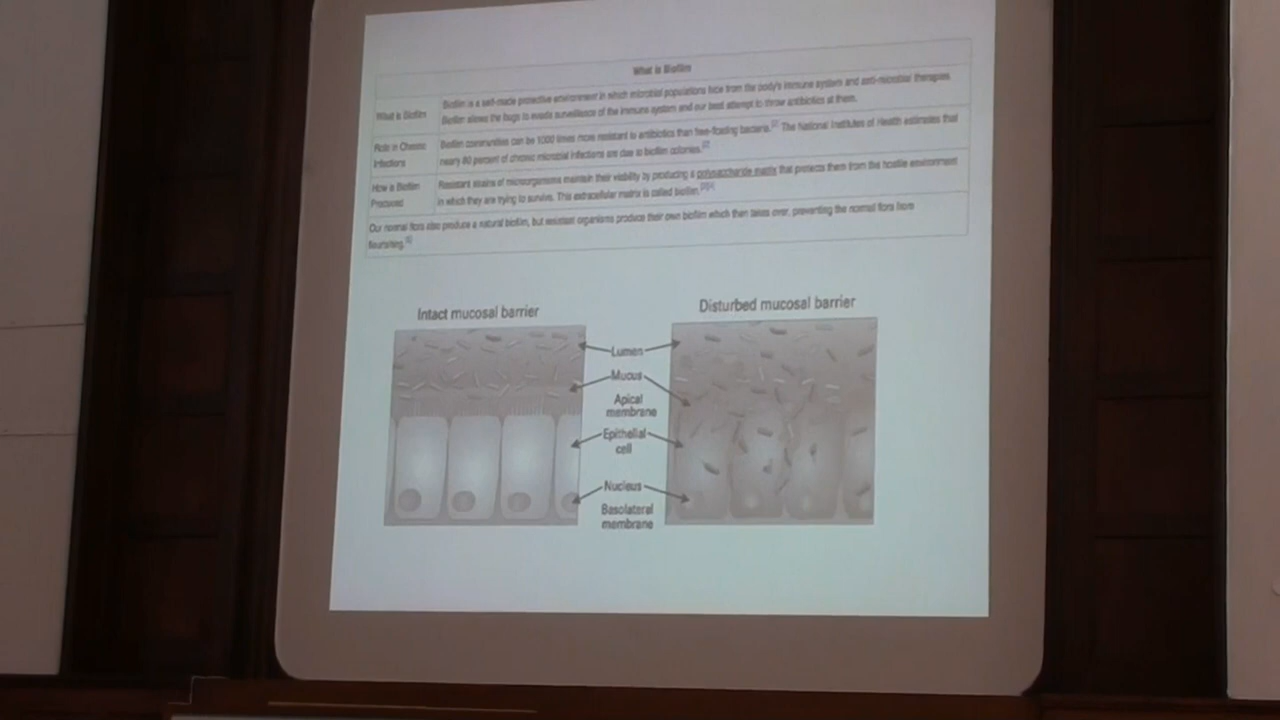 What is Biofilm
What is Biofilm
Biofilm is a self-made protective environment in which microbial populations hide from the body's immune system and anti-microbial therapies.
Biofilm allows the bugs to evade surveillance of the immune system and our best attempt to throw antibiotics at them.
Role in Chronic
Infections
Biofilm communities can be 1000 times more resistant to antibiotics than free-floating bacteria. The National Institutes of Health estimates that
nearly 80 percent of chronic microbial infections are due to biofilm colonies.
How is Biofilm
Produced
Resistant strains of microorganisms maintain their viability by producing a polysaccharide matrix that protects them from the hostile environment
in which they are trying to survive. This extracellular matrix is called biofilm.
Our normal flora also produce a natural biofilm, but resistant organisms produce their own biofilm which then takes over, preventing the normal flora from
flourishing.
Intact mucosal barrier
Disturbed mucosal barrier
Lumen
Mucus
Apical
membrane
Epithelial
cell
Nucleus
Basolateral
membrane